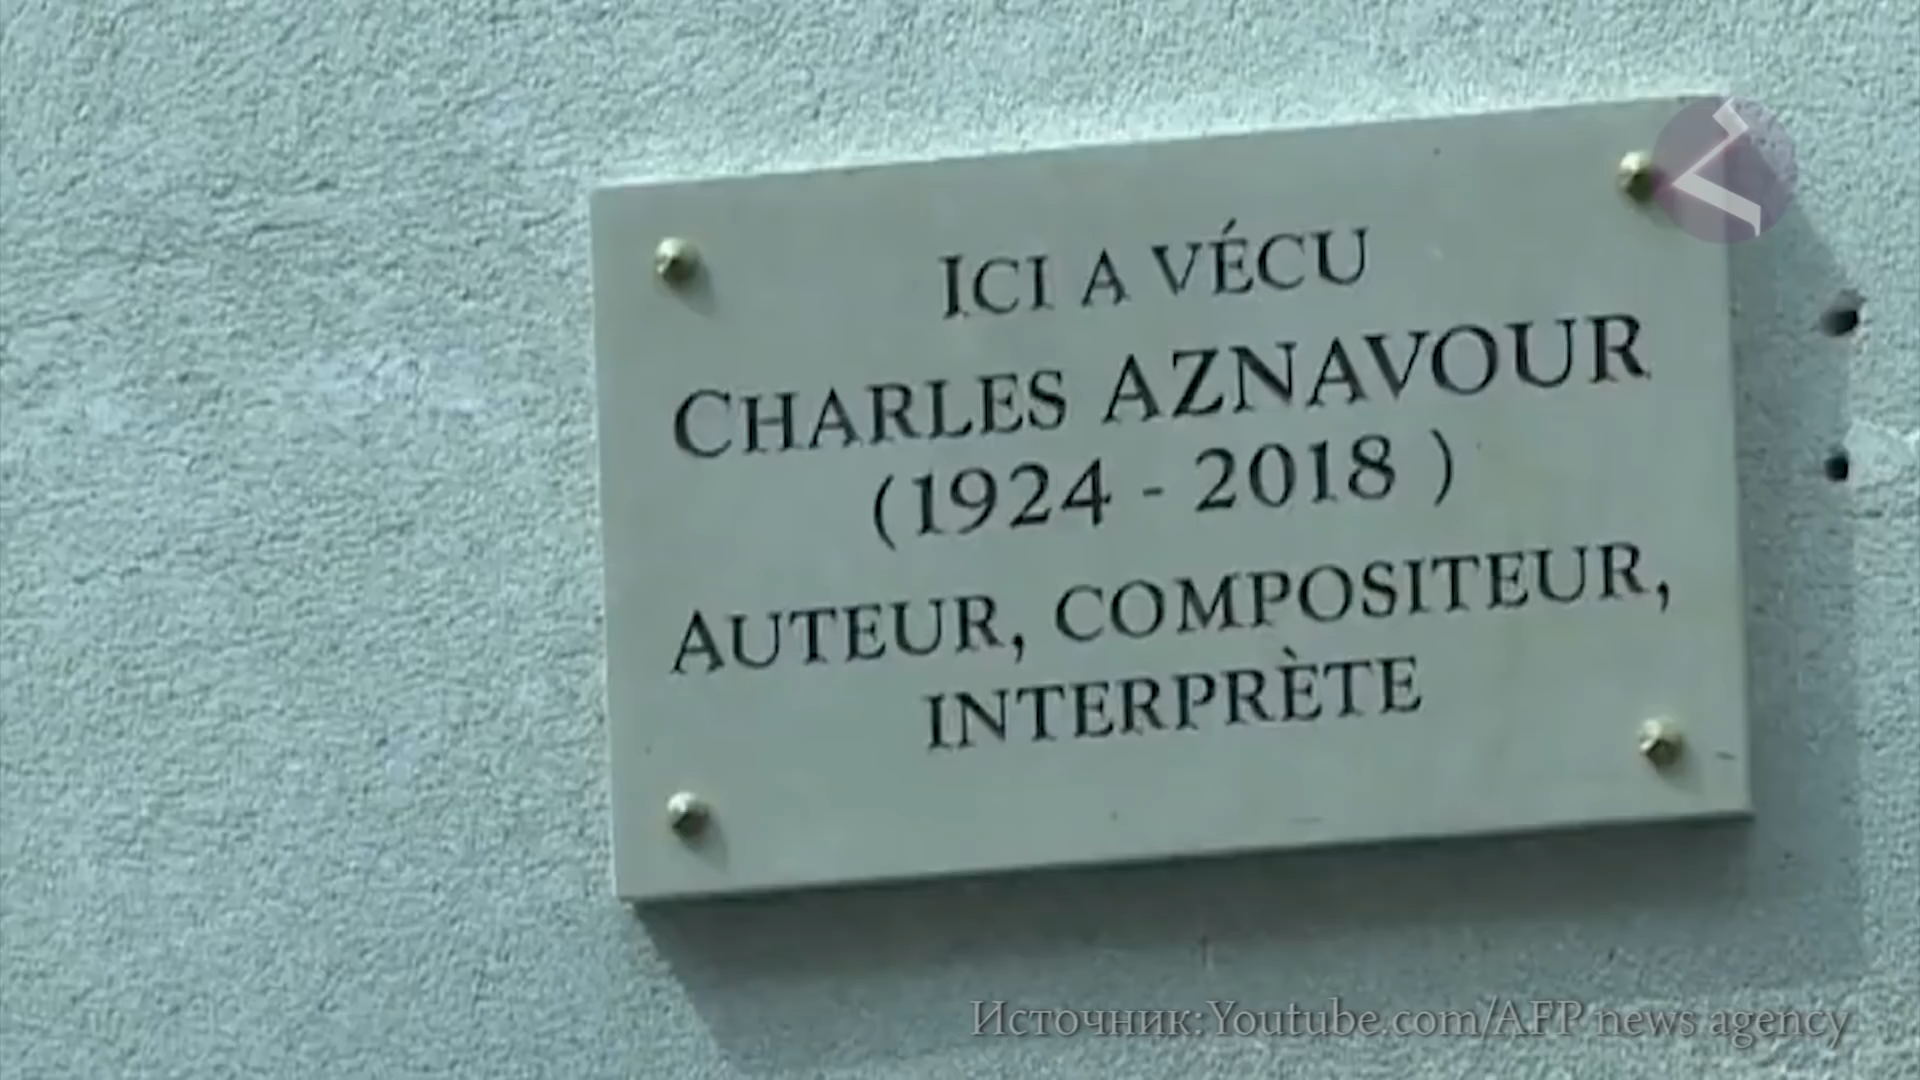 ICI A VÉCU
CHARLES AZNAVOUR
(1924 - 2018 )
AUTEUR, COMPOSITEUR,
INTERPRÈTE
Источник:Youtube.com/AFP news agency